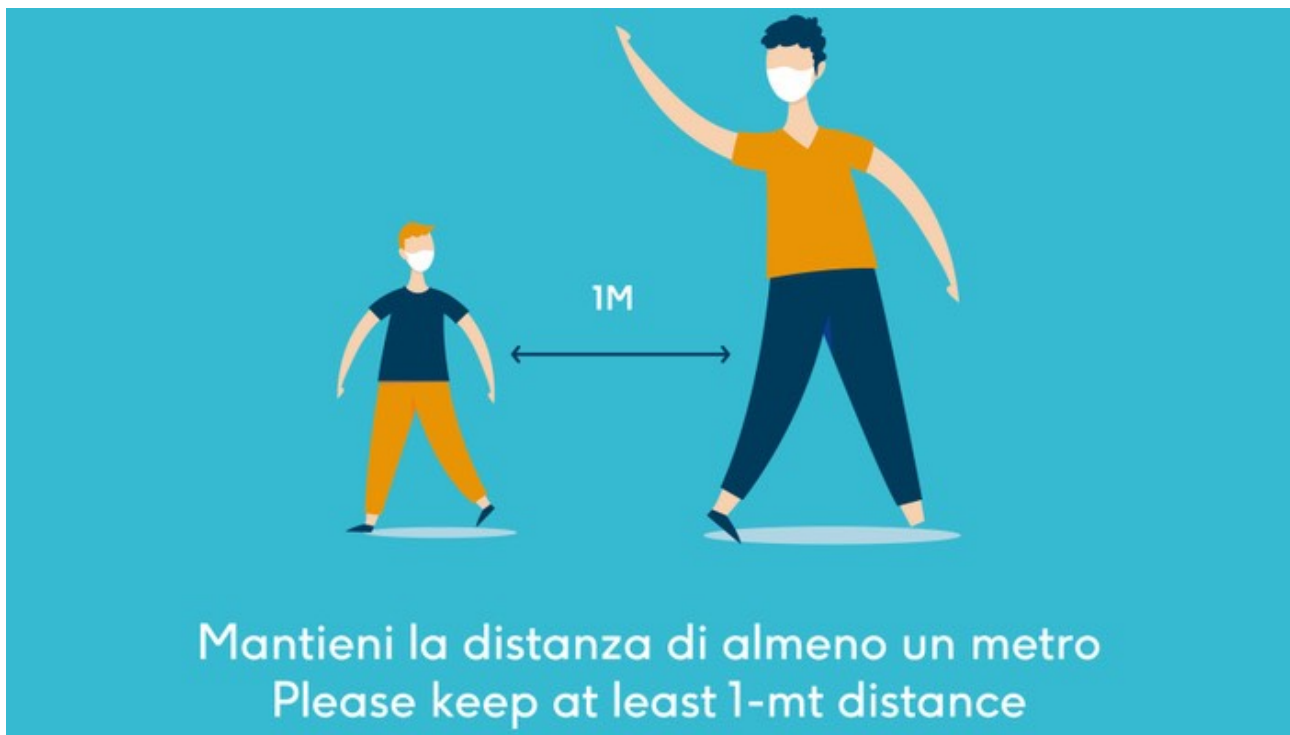 1M
Mantieni la distanza di almeno un metro
Please keep at least 1-mt distance